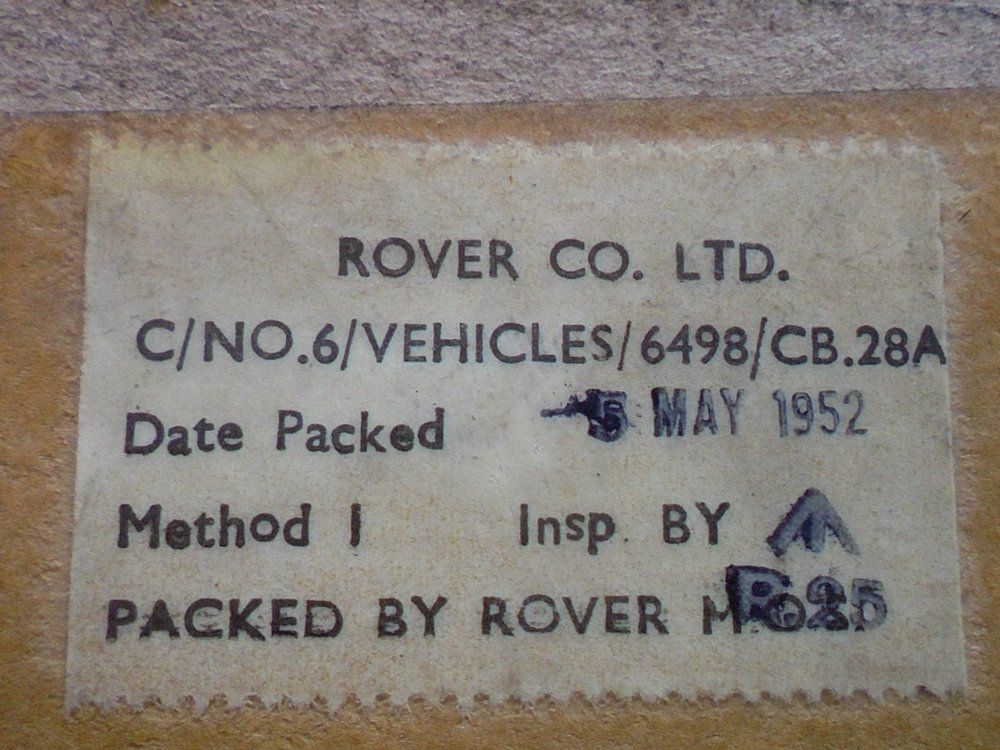 ROVER CO. LTD.
C/NO.6/VEHICLES/6498/CB.28A
Date Packed 5 MAY 1952
Method 1 Insp. BY
PACKED BY ROVER